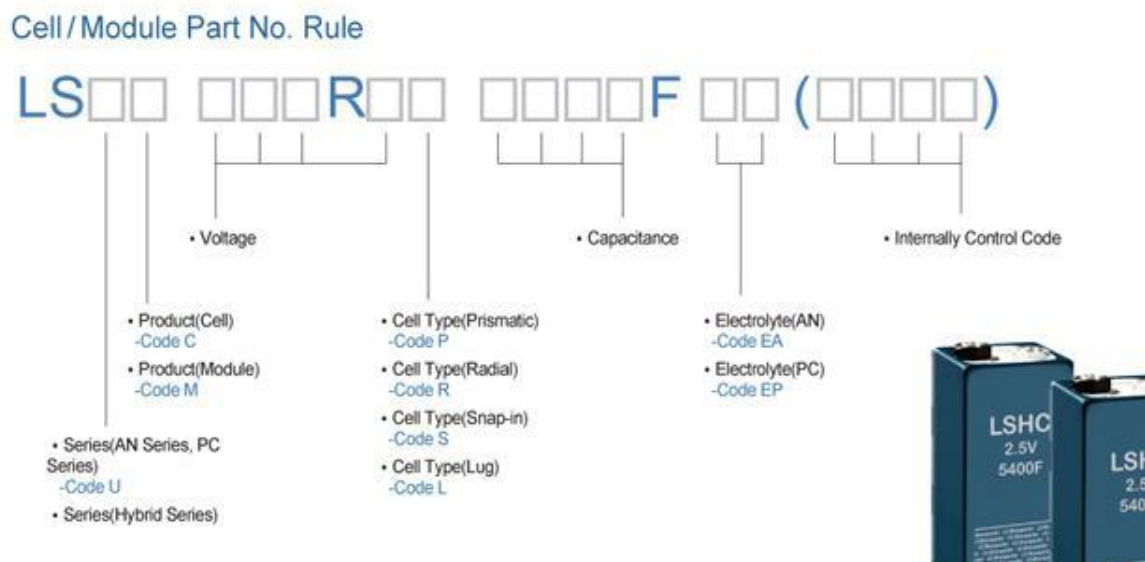 Cell/Module Part No. Rule
LS□□ □□□R□□ □□□□F □□ (□□□□)
• Voltage
• Capacitance
• Internally Control Code
• Product(Cell)
-Code C
• Product(Module)
-Code M
• Cell Type(Prismatic)
-Code P
• Cell Type(Radial)
-Code R
• Cell Type(Snap-in)
-Code S
• Cell Type(Lug)
-Code L
• Electrolyte(AN)
-Code EA
• Electrolyte(PC)
-Code EP
• Series(AN Series, PC
Series)
-Code U
• Series(Hybrid Series)
LSHC
2.5V
5400F